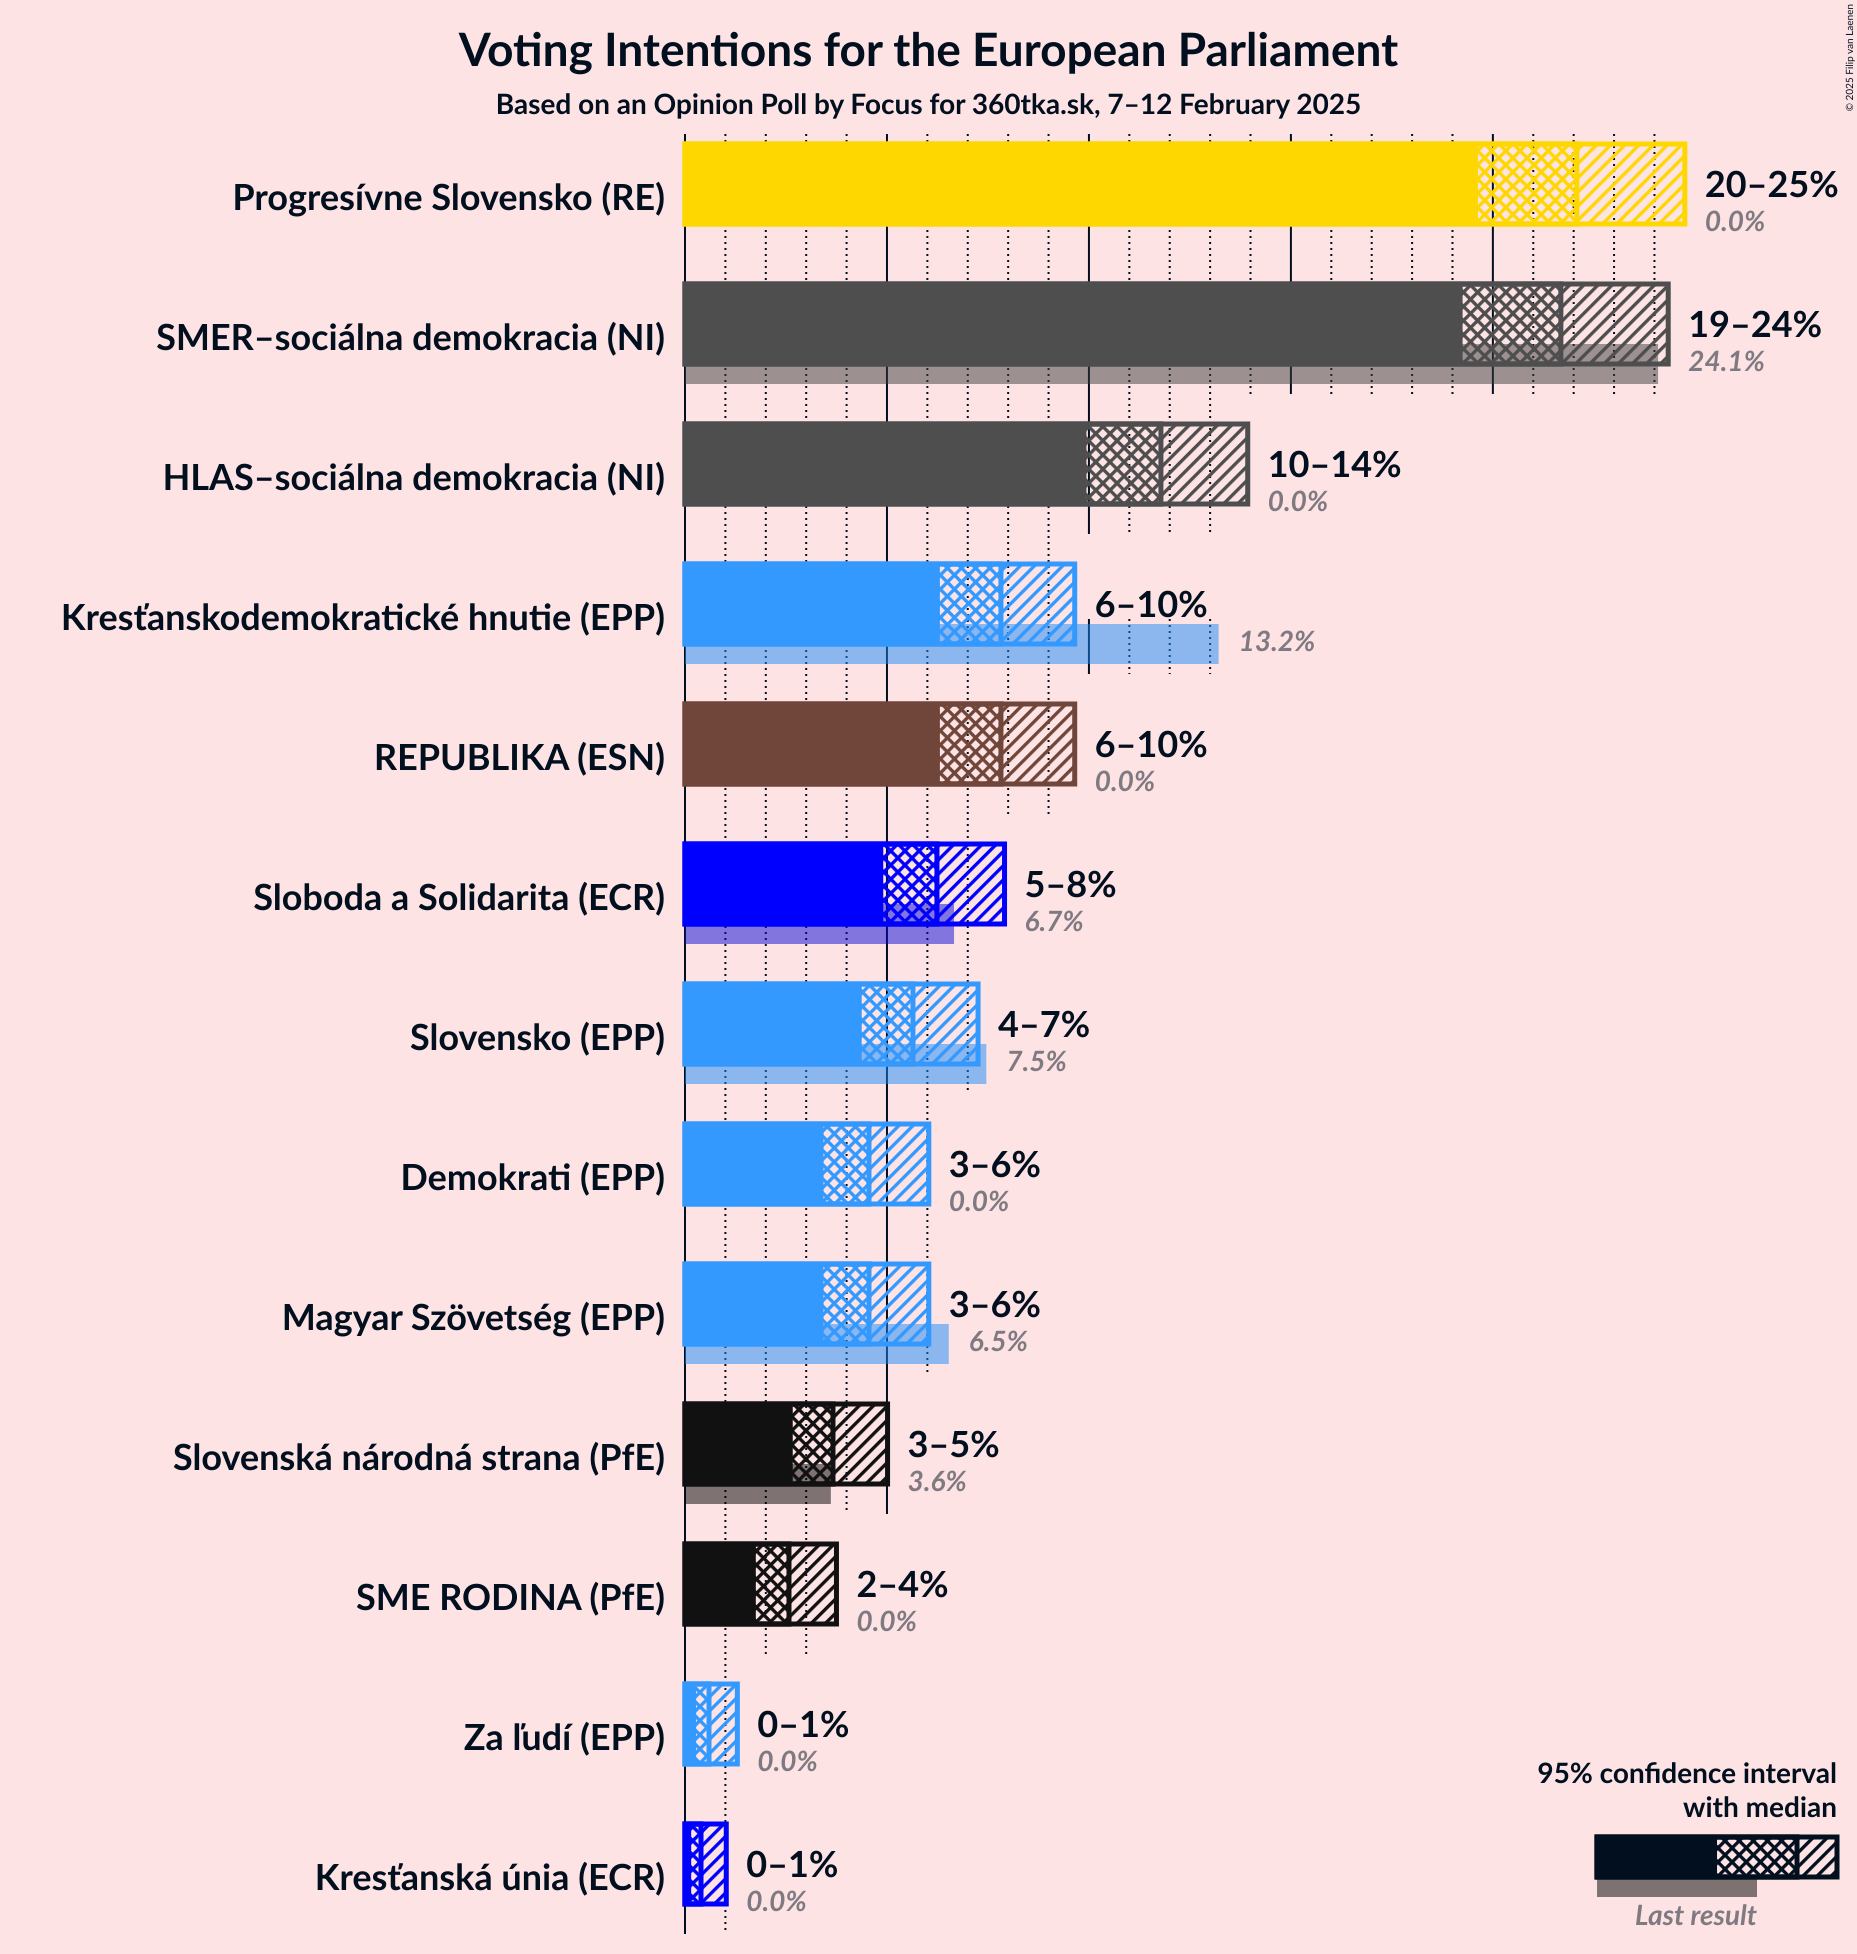 Voting Intentions for the European Parliament
Based on an Opinion Poll by Focus for 360tka.sk, 7–12 February 2025
© 2025 Filip van Laenen
Progresívne Slovensko (RE)
20–25%
0.0%
SMER–sociálna demokracia (NI)
19–24%
24.1%
HLAS–sociálna demokracia (NI)
10–14%
0.0%
Kresťanskodemokratické hnutie (EPP)
6–10%
13.2%
REPUBLIKA (ESN)
6–10%
0.0%
Sloboda a Solidarita (ECR)
5–8%
6.7%
Slovensko (EPP)
4–7%
7.5%
Demokrati (EPP)
3–6%
0.0%
Magyar Szövetség (EPP)
3–6%
6.5%
Slovenská národná strana (PfE)
3–5%
3.6%
SME RODINA (PfE)
2–4%
0.0%
Za ľudí (EPP)
0–1%
0.0%
Kresťanská únia (ECR)
0–1%
0.0%
95% confidence interval
with median
Last result